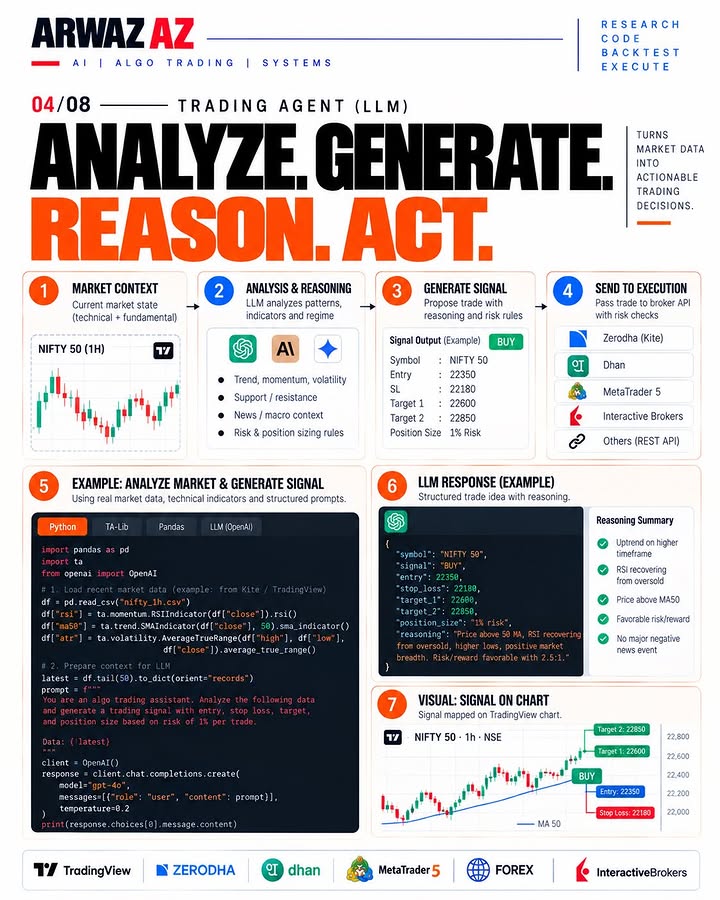 ARWAZ AZ
AI | ALGO TRADING | SYSTEMS
RESEARCH
CODE
BACKTEST
EXECUTE
04/08
TRADING AGENT (LLM)
ANALYZE. GENERATE.
REASON. ACT.
TURNS
MARKET DATA
INTO
ACTIONABLE
TRADING
DECISIONS.
1
MARKET CONTEXT
Current market state
(technical + fundamental)
NIFTY 50 (1H)
2
ANALYSIS & REASONING
LLM analyzes patterns,
indicators and regime
• Trend, momentum, volatility
• Support / resistance
• News / macro context
• Risk & position sizing rules
3
GENERATE SIGNAL
Propose trade with
reasoning and risk rules
Signal Output (Example) BUY
Symbol : NIFTY 50
Entry : 22350
SL : 22180
Target 1 : 22600
Target 2 : 22850
Position Size 1% Risk
4
SEND TO EXECUTION
Pass trade to broker API
with risk checks
Zerodha (Kite)
Dhan
MetaTrader 5
Interactive Brokers
Others (REST API)
5
EXAMPLE: ANALYZE MARKET & GENERATE SIGNAL
Using real market data, technical indicators and structured prompts.
Python TA-Lib Pandas LLM (OpenAI)
import pandas as pd
import ta
from openai import OpenAI
# 1. Load recent market data (example: from Kite / TradingView)
df = pd.read_csv("nifty_1h.csv")
df["rsi"] = ta.momentum.RSIIndicator(df["close"]).rsi()
df["ma50"] = ta.trend.SMAIndicator(df["close"], 50).sma_indicator()
df["atr"] = ta.volatility.AverageTrueRange(df["high"], df["low"],
df["close"]).average_true_range()
# 2. Prepare context for LLM
latest = df.tail(50).to_dict(orient="records")
prompt = f"""
You are an algo trading assistant. Analyze the following data
and generate a trading signal with entry, stop loss, target,
and position size based on risk of 1% per trade.
Data: {latest}
"""
client = OpenAI()
response = client.chat.completions.create(
model="gpt-4o",
messages=[{"role": "user", "content": prompt}],
temperature=0.2
)
print(response.choices[0].message.content)
6
LLM RESPONSE (EXAMPLE)
Structured trade idea with reasoning.
{
"symbol": "NIFTY 50",
"signal": "BUY",
"entry": 22350,
"stop_loss": 22180,
"target_1": 22600,
"target_2": 22850,
"position_size": "1% risk",
"reasoning": "Price above 50 MA, RSI recovering
from oversold, higher lows, positive market
breadth. Risk/reward favorable with 2.5:1."
}
Reasoning Summary
Uptrend on higher
timeframe
RSI recovering
from oversold
Price above MA50
Favorable risk/reward
No major negative
news event
7
VISUAL: SIGNAL ON CHART
Signal mapped on TradingView chart.
NIFTY 50 · 1h · NSE
Target 2: 22850
Target 1: 22600
BUY
Entry: 22350
Stop Loss: 22180
MA 50
22,800
22,600
22,400
22,200
22,000
TradingView
ZERODHA
dhan
MetaTrader 5
FOREX
InteractiveBrokers